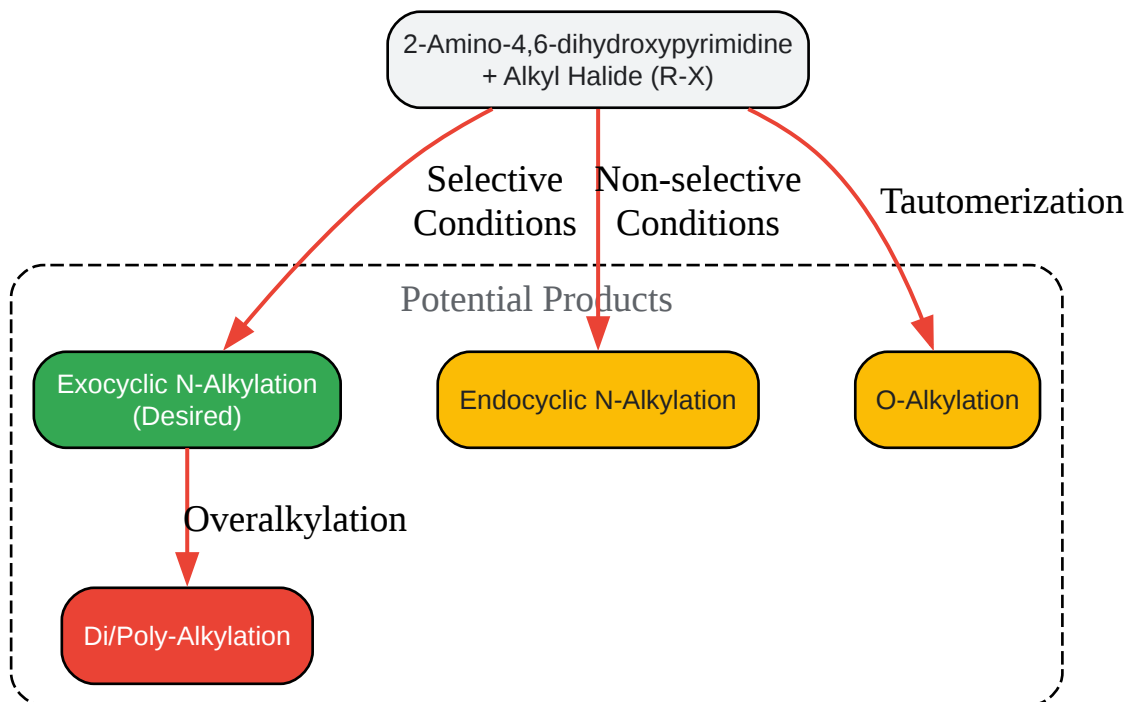 2-Amino-4,6-dihydroxypyrimidine
+ Alkyl Halide (R-X)
Selective
Conditions
Non-selective
Conditions
Tautomerization
Potential Products
Exocyclic N-Alkylation
(Desired)
Endocyclic N-Alkylation
O-Alkylation
Overalkylation
Di/Poly-Alkylation